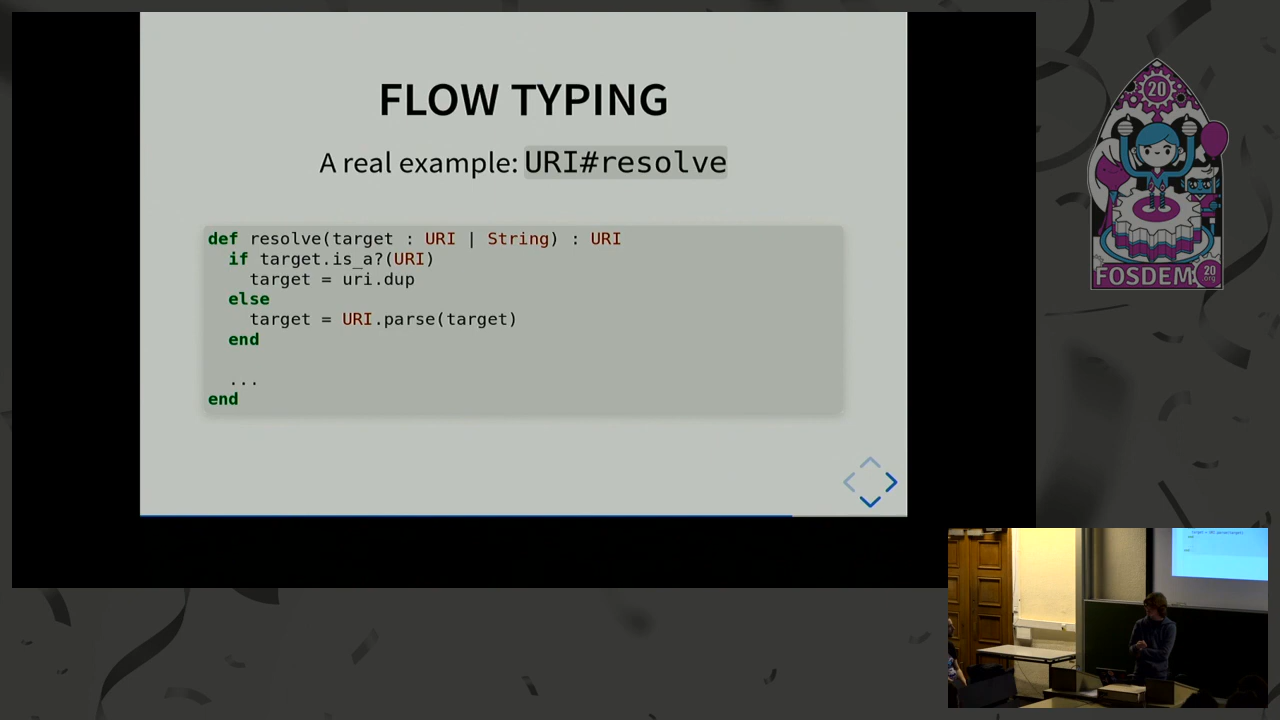 FLOW TYPING
A real example: URI#resolve
def resolve(target : URI | String) : URI
  if target.is_a?(URI)
    target = uri.dup
  else
    target = URI.parse(target)
  end

  ...
end
20
FOSDEM
20
.org